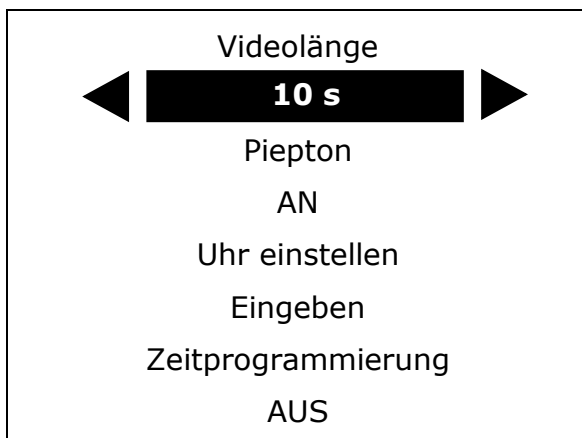 Videolänge
10 s
Piepton
AN
Uhr einstellen
Eingeben
Zeitprogrammierung
AUS